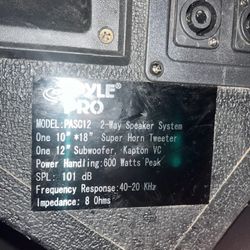 PYLE®
PRO
Model: PASC12 2-Way Speaker System
One 10" *18" Super Horn Tweeter
One 12" Subwoofer, Kapton VC
Power Handling:600 Watts Peak
SPL: 101 dB
Frequency Response:40-20 KHz
Impedance: 8 Ohms